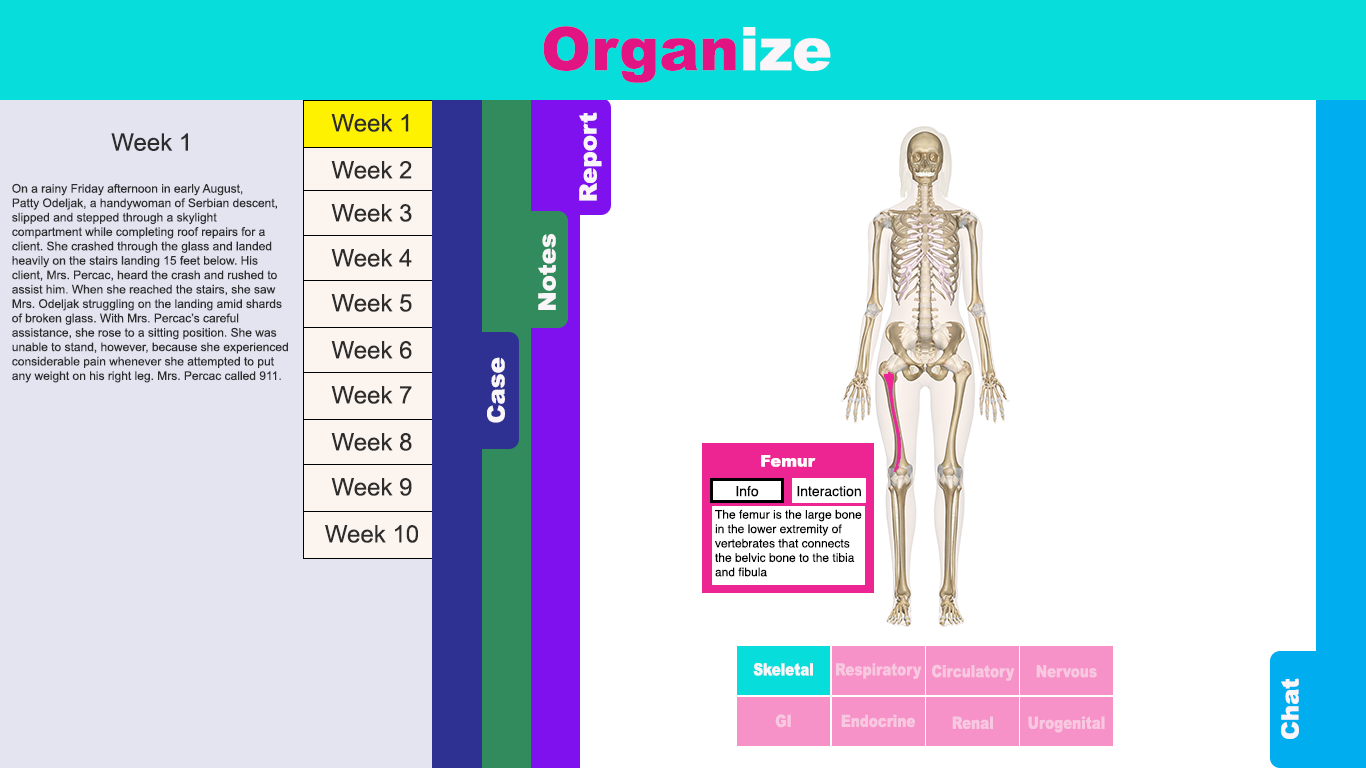 Organize
Week 1
On a rainy Friday afternoon in early August,
Patty Odeljak, a handywoman of Serbian descent,
slipped and stepped through a skylight
compartment while completing roof repairs for a
client. She crashed through the glass and landed
heavily on the stairs landing 15 feet below. His
client, Mrs. Percac, heard the crash and rushed to
assist him. When she reached the stairs, she saw
Mrs. Odeljak struggling on the landing amid shards
of broken glass. With Mrs. Percac's careful
assistance, she rose to a sitting position. She was
unable to stand, however, because she experienced
considerable pain whenever she attempted to put
any weight on his right leg. Mrs. Percac called 911.
Week 1
Week 2
Week 3
Week 4
Week 5
Week 6
Week 7
Week 8
Week 9
Week 10
Case
Notes
Report
Femur
Info
Interaction
The femur is the large bone
in the lower extremity of
vertebrates that connects
the belvic bone to the tibia
and fibula
Skeletal
Respiratory
Circulatory
Nervous
GI
Endocrine
Renal
Urogenital
Chat